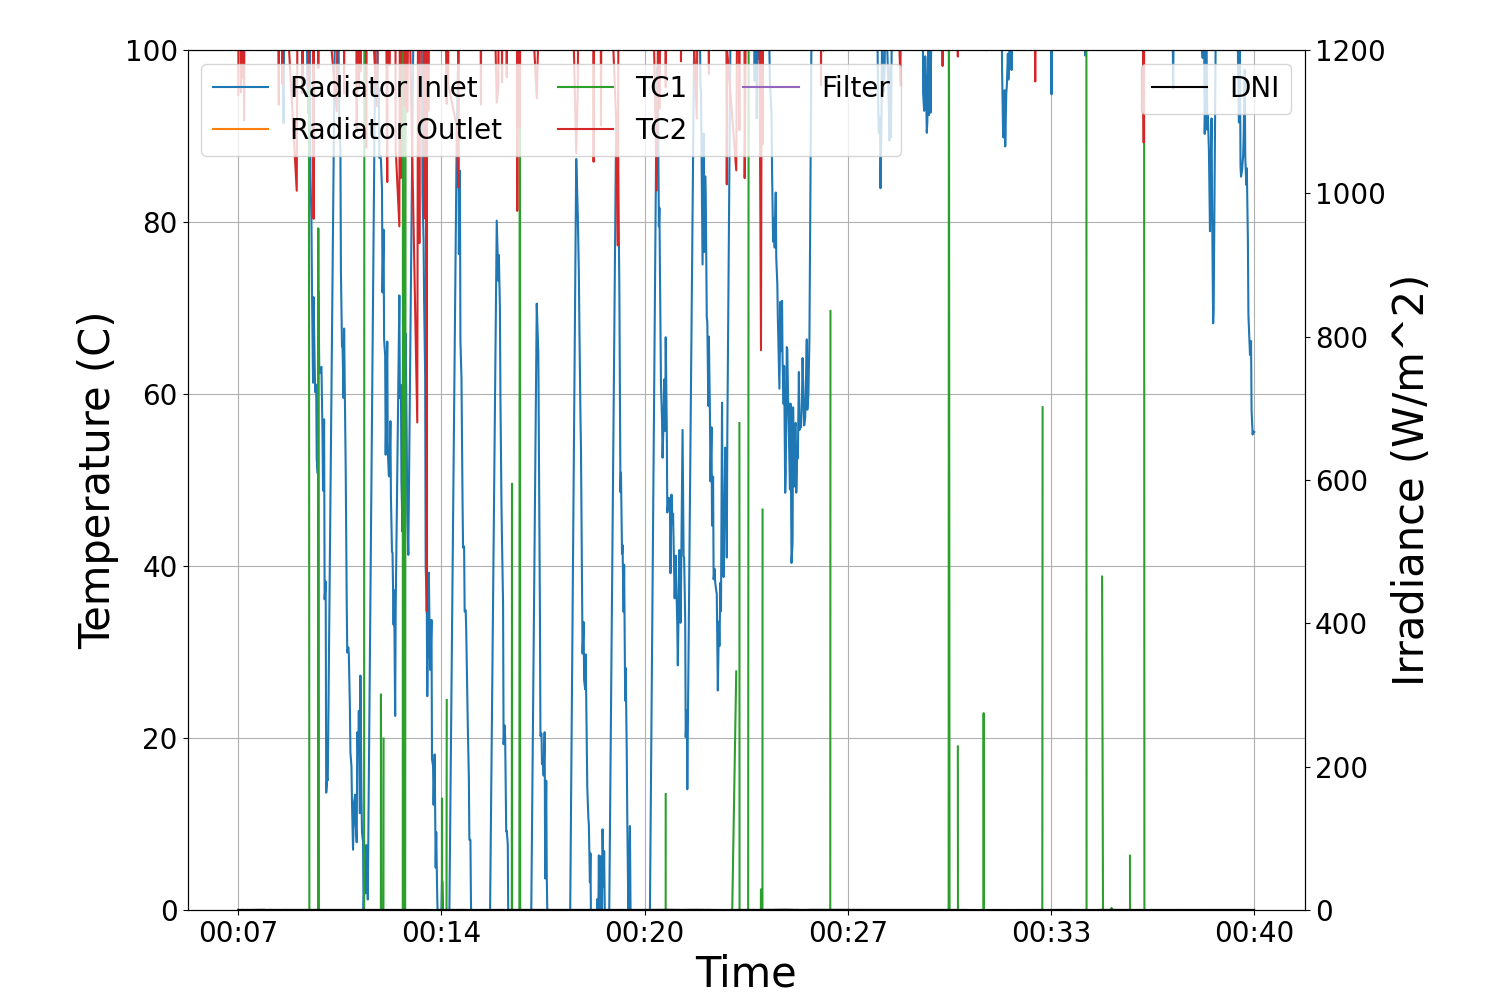 100
80
60
40
20
0
Temperature (C)
Radiator Inlet
Radiator Outlet
TC1
TC2
Filter
DNI
1200
1000
800
600
400
200
0
Irradiance (W/m^2)
00:07 00:14 00:20 00:27 00:33 00:40
Time